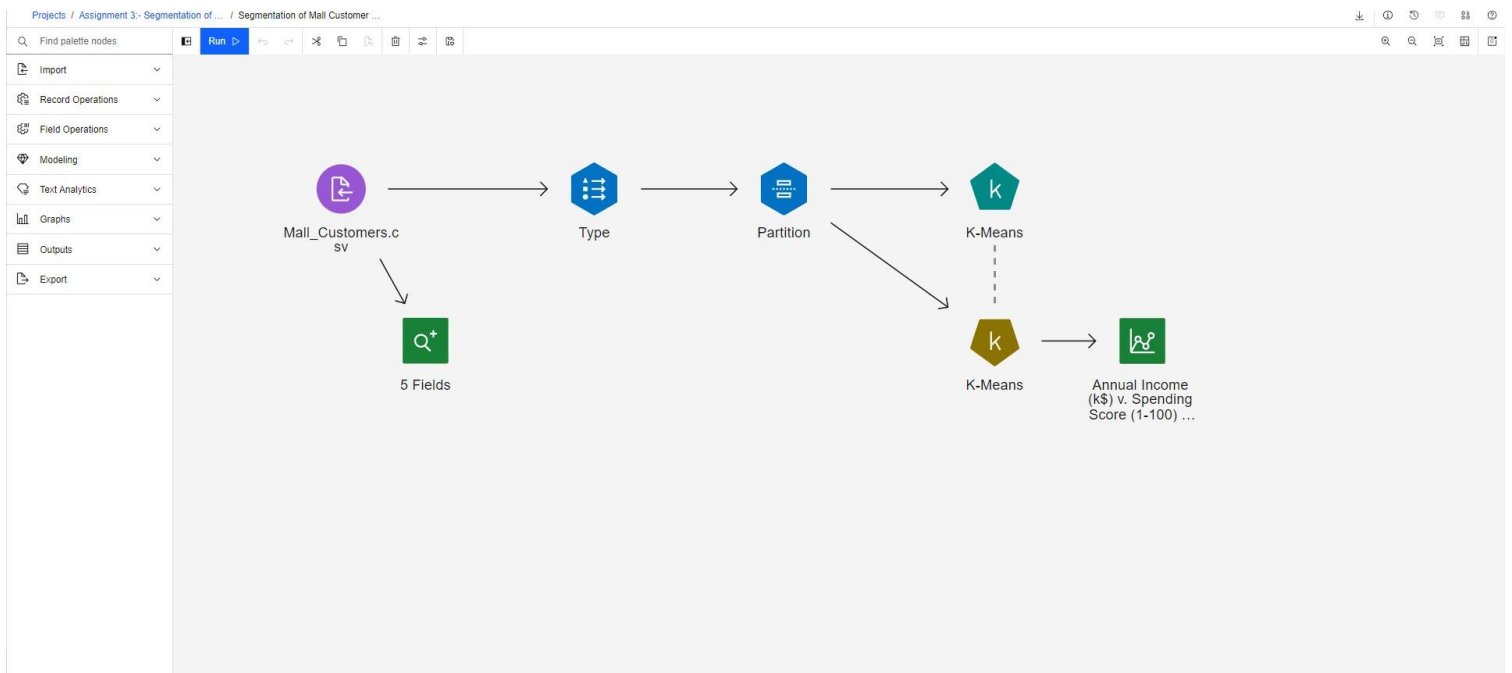 Projects / Assignment 3:- Segmentation of ... / Segmentation of Mall Customer ...
Find palette nodes
Run
Import
Record Operations
Field Operations
Modeling
Text Analytics
Graphs
Outputs
Export
Mall_Customers.c
sv
Type
Partition
k
K-Means
5 Fields
k
K-Means
Annual Income
(k$) v. Spending
Score (1-100) ...